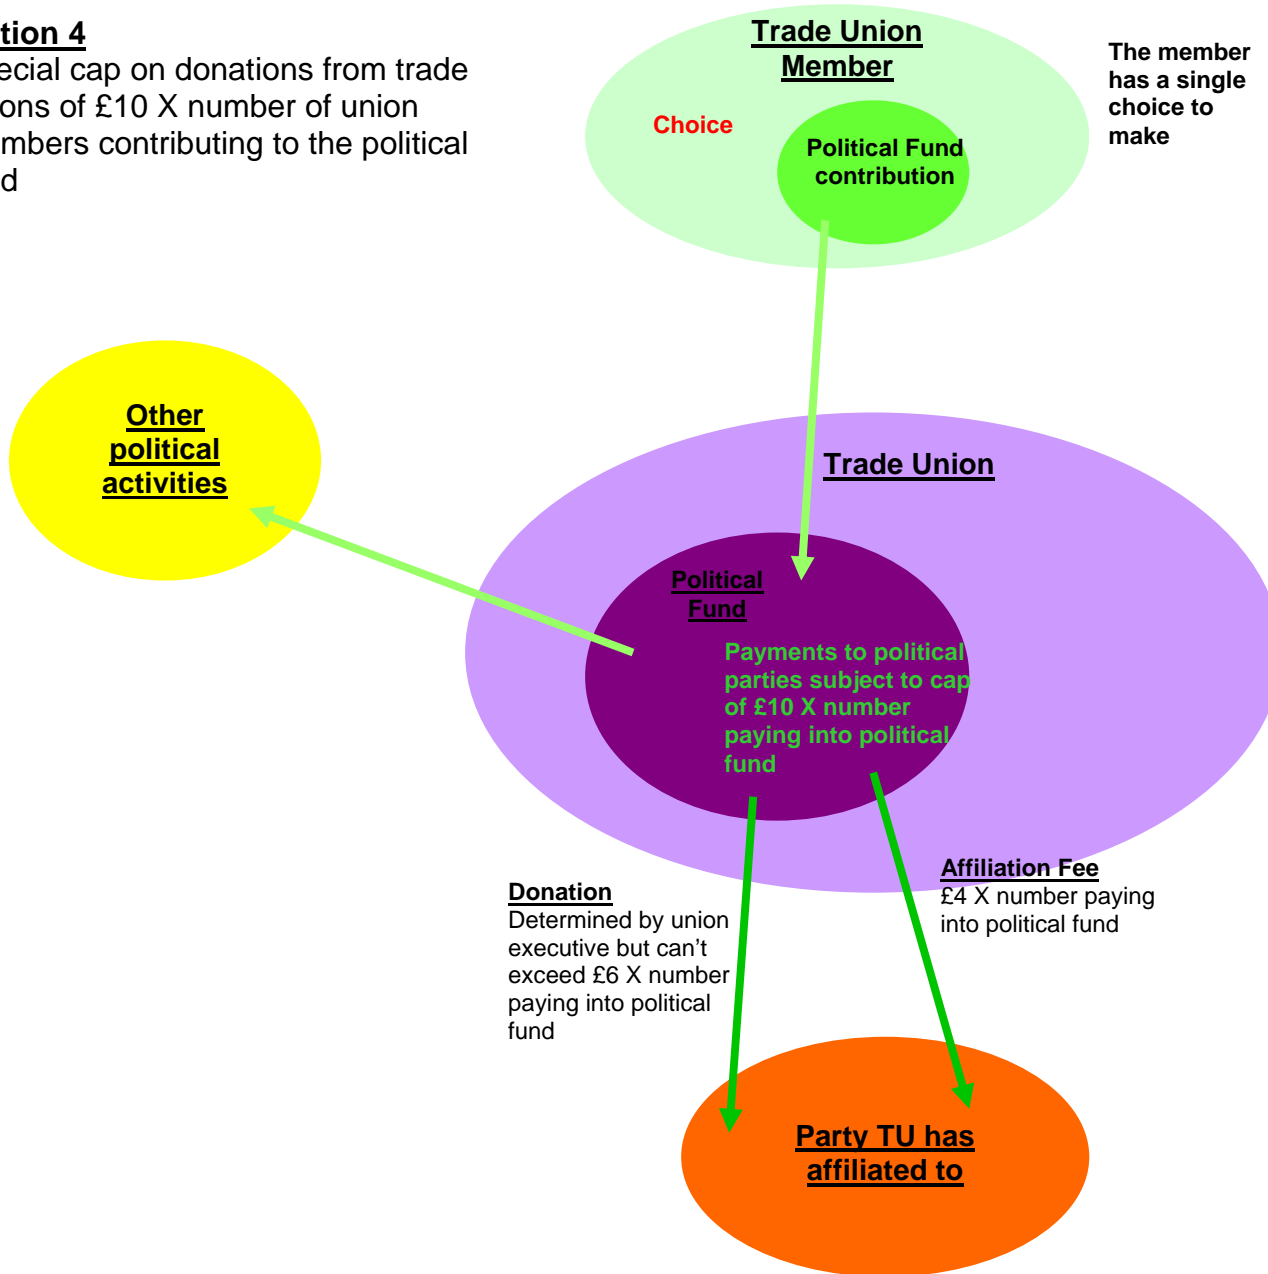 tion 4
ecial cap on donations from trade
ions of £10 X number of union
mbers contributing to the political
d
Trade Union
Member
Choice
Political Fund
contribution
The member
has a single
choice to
make
Other
political
activities
Trade Union
Political
Fund
Payments to political
parties subject to cap
of £10 X number
paying into political
fund
Donation
Determined by union
executive but can't
exceed £6 X number
paying into political
fund
Affiliation Fee
£4 X number paying
into political fund
Party TU has
affiliated to